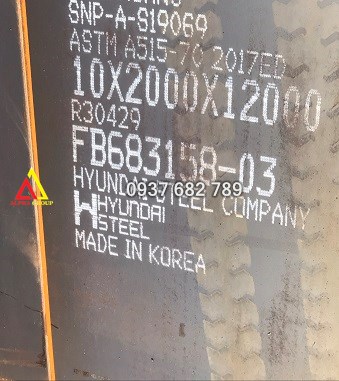 SNP-A-S19069
ASTM A515-70 2017ED
10X2000X12000
R30429
FB683158-03
0937 682 789
HYUNDAI STEEL COMPANY
HYUNDAI
STEEL
MADE IN KOREA